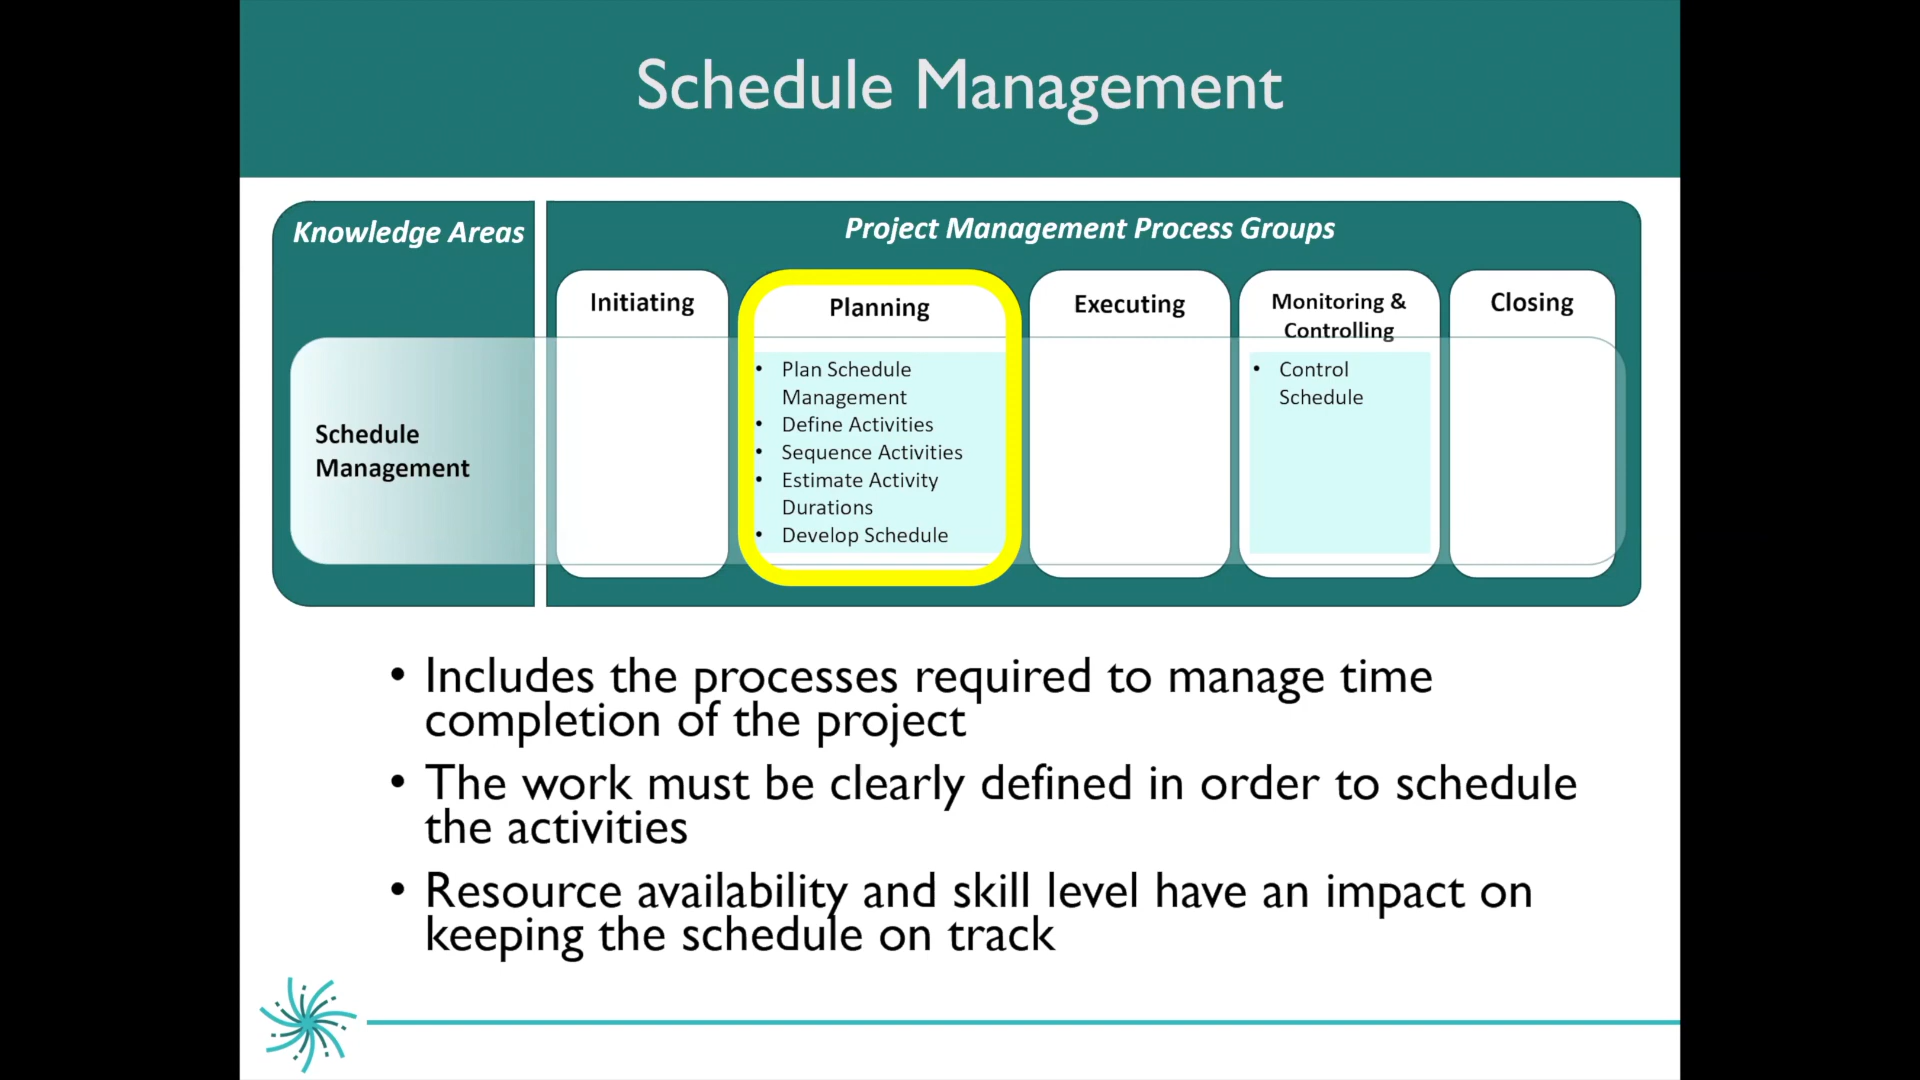 Schedule Management
Knowledge Areas
Project Management Process Groups
Initiating
Planning
Executing
Monitoring &
Controlling
Closing
Schedule
Management
• Plan Schedule
Management
• Define Activities
• Sequence Activities
• Estimate Activity
Durations
• Develop Schedule
• Control
Schedule
• Includes the processes required to manage time
completion of the project
• The work must be clearly defined in order to schedule
the activities
• Resource availability and skill level have an impact on
keeping the schedule on track